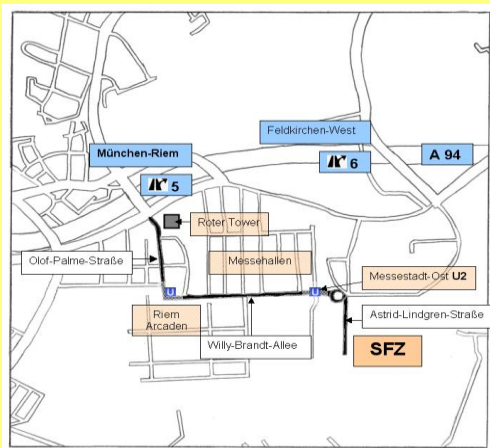 Feldkirchen-West
München-Riem
6
A 94
5
Roter Tower
Olof-Palme-Straße
Messehallen
Messestadt-Ost U2
U
U
Riem
Arcaden
Astrid-Lindgren-Straße
Willy-Brandt-Allee
SFZ